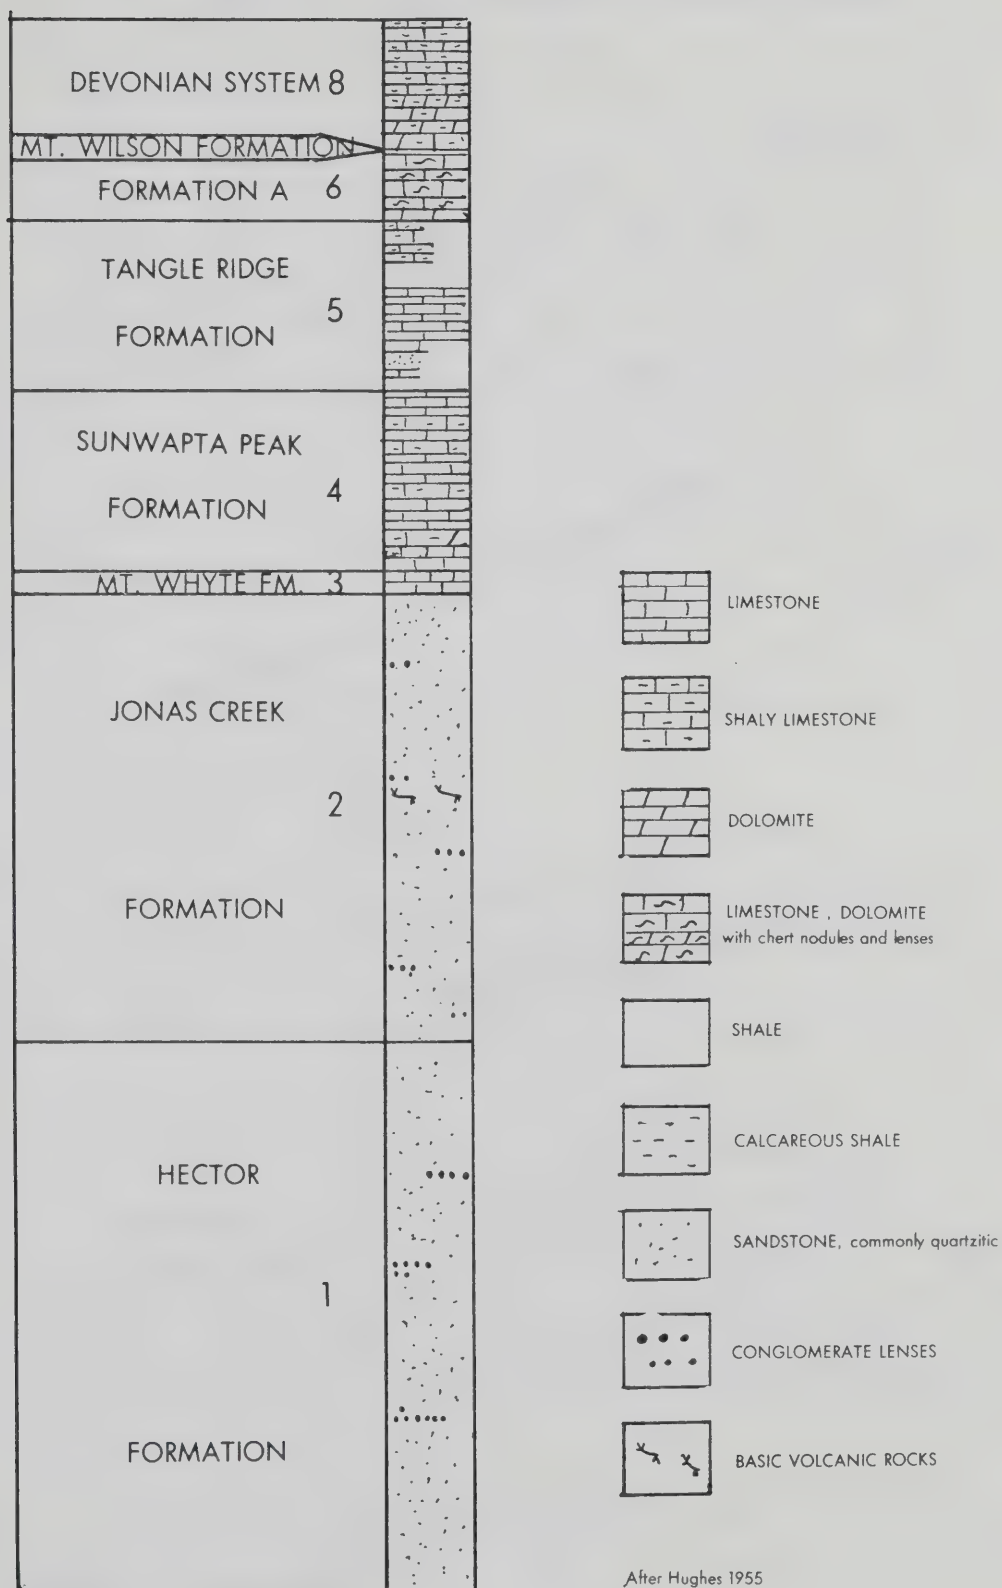 DEVONIAN SYSTEM 8
MT. WILSON FORMATION
FORMATION A 6
TANGLE RIDGE
5
FORMATION
SUNWAPTA PEAK
4
FORMATION
MT. WHYTE FM. 3
JONAS CREEK
2
FORMATION
HECTOR
1
FORMATION
LIMESTONE
SHALY LIMESTONE
DOLOMITE
LIMESTONE , DOLOMITE
with chert nodules and lenses
SHALE
CALCAREOUS SHALE
SANDSTONE, commonly quartzitic
CONGLOMERATE LENSES
BASIC VOLCANIC ROCKS
After Hughes 1955